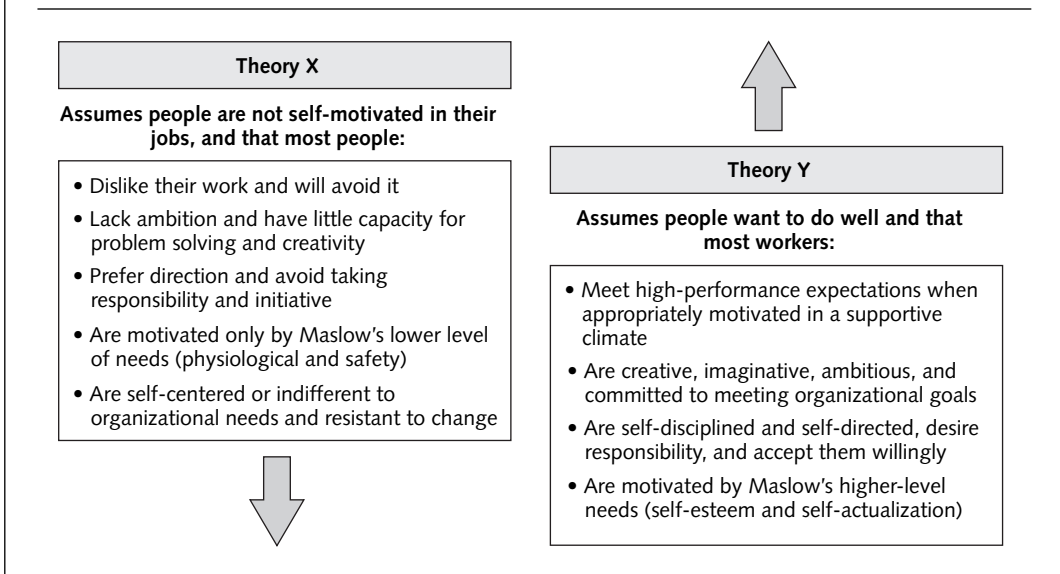 Theory X
Assumes people are not self-motivated in their
jobs, and that most people:
• Dislike their work and will avoid it
• Lack ambition and have little capacity for
problem solving and creativity
• Prefer direction and avoid taking
responsibility and initiative
• Are motivated only by Maslow's lower level
of needs (physiological and safety)
• Are self-centered or indifferent to
organizational needs and resistant to change
Theory Y
Assumes people want to do well and that
most workers:
• Meet high-performance expectations when
appropriately motivated in a supportive
climate
• Are creative, imaginative, ambitious, and
committed to meeting organizational goals
• Are self-disciplined and self-directed, desire
responsibility, and accept them willingly
• Are motivated by Maslow's higher-level
needs (self-esteem and self-actualization)